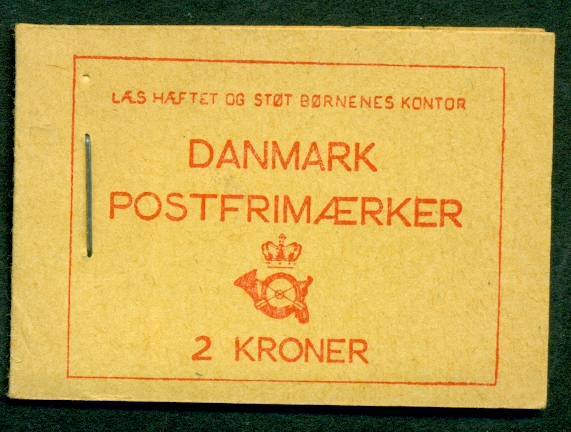 LÆS HÆFTET OG STØT BØRNENES KONTOR
DANMARK
POSTFRIMÆRKER
2 KRONER